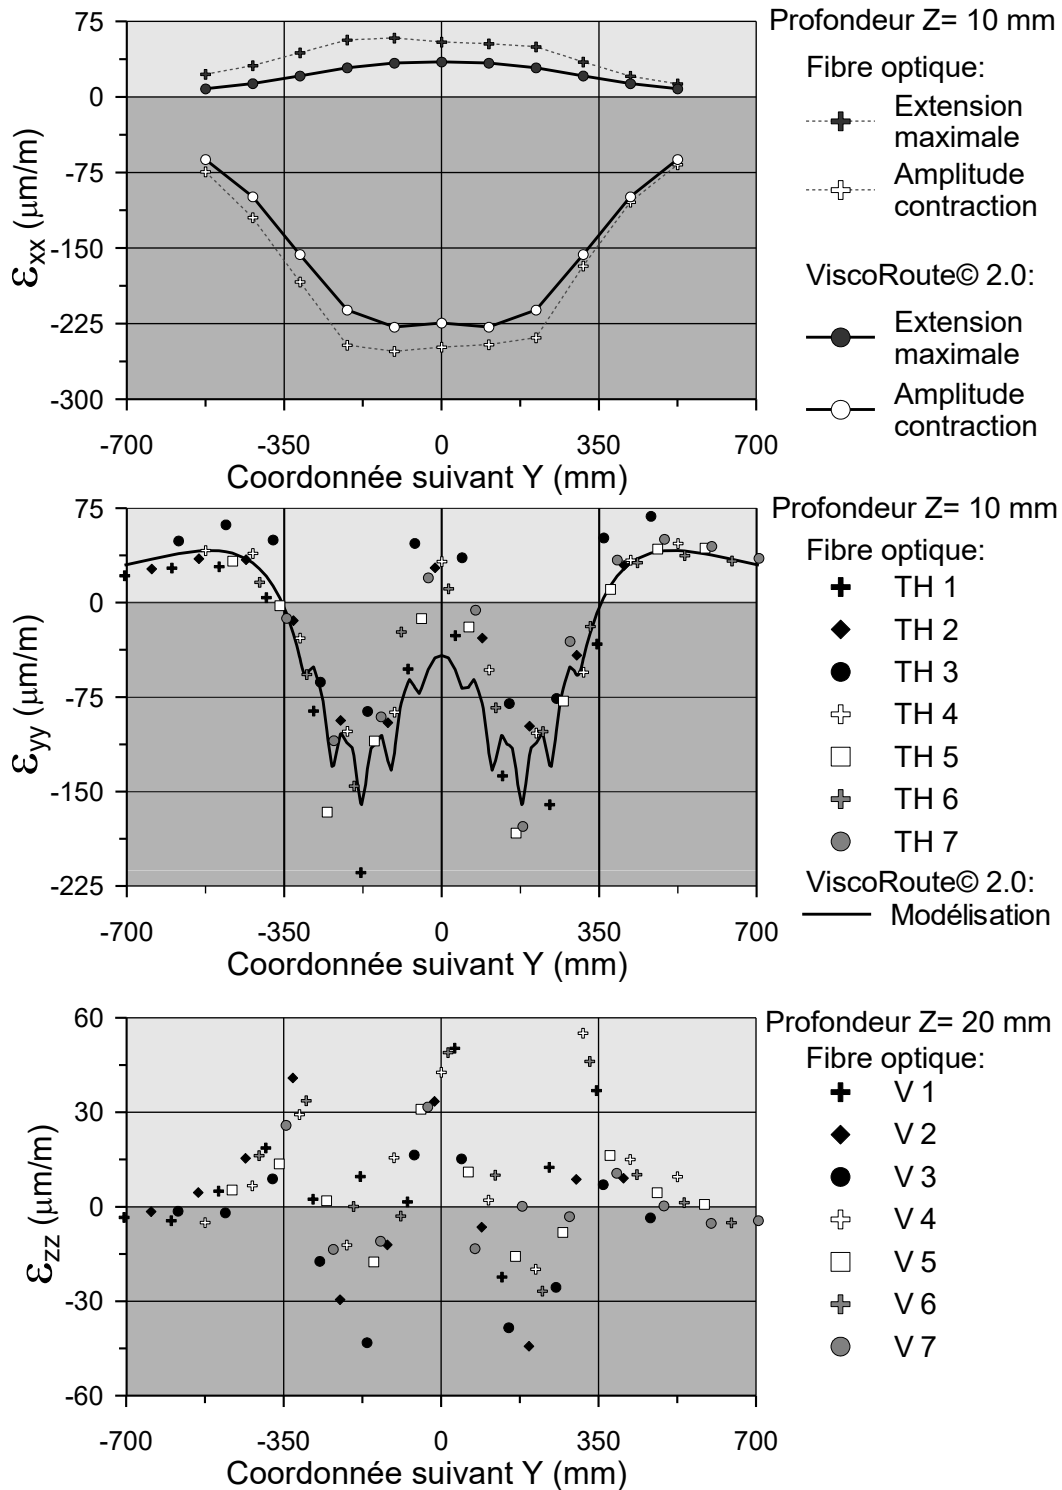 Profondeur Z= 10 mm
Fibre optique:
Extension
maximale
Amplitude
contraction
ViscoRoute© 2.0:
Extension
maximale
Amplitude
contraction
εxx (μm/m)
75
0
-75
-150
-225
-300
-700 -350 0 350 700
Coordonnée suivant Y (mm)
Profondeur Z= 10 mm
Fibre optique:
TH 1
TH 2
TH 3
TH 4
TH 5
TH 6
TH 7
ViscoRoute© 2.0:
Modélisation
εyy (μm/m)
75
0
-75
-150
-225
-700 -350 0 350 700
Coordonnée suivant Y (mm)
Profondeur Z= 20 mm
Fibre optique:
V 1
V 2
V 3
V 4
V 5
V 6
V 7
εzz (μm/m)
60
30
0
-30
-60
-700 -350 0 350 700
Coordonnée suivant Y (mm)